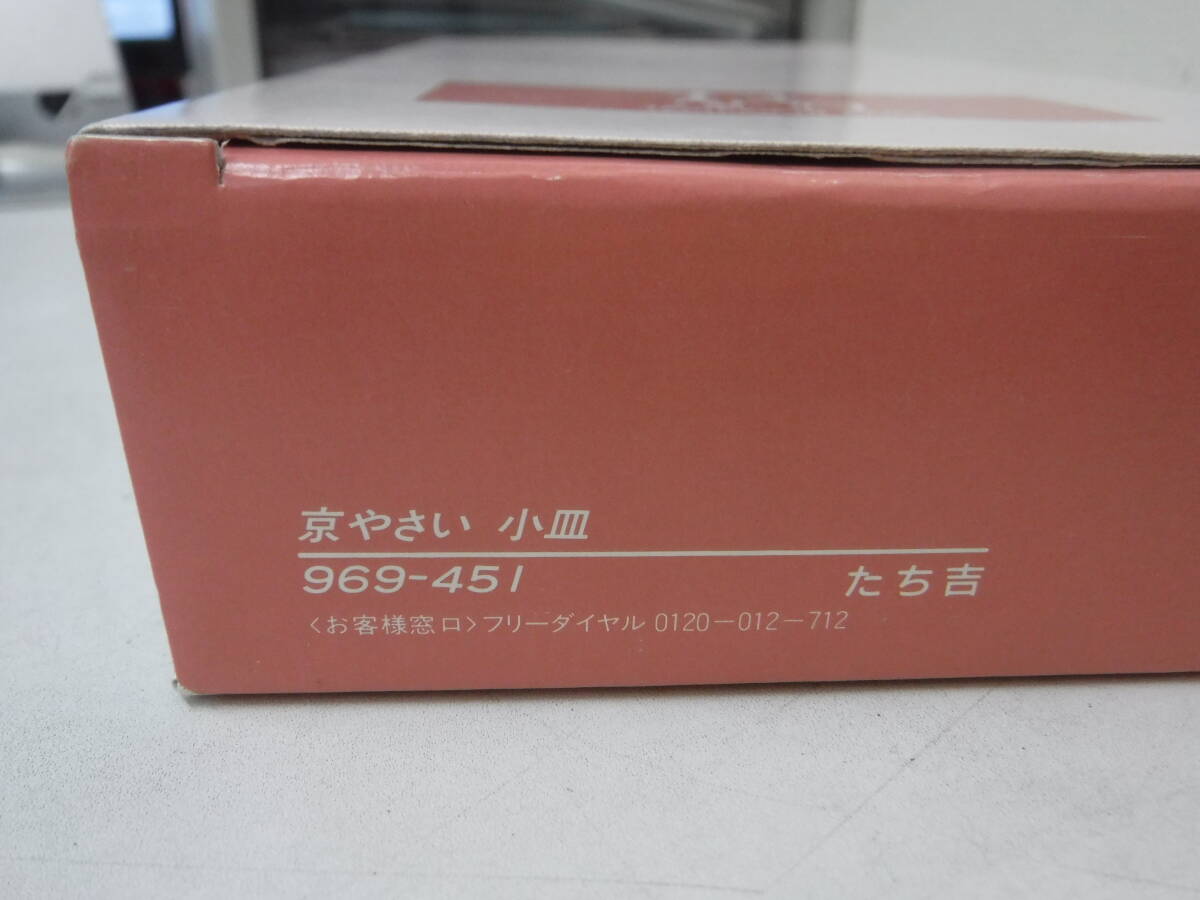 京やさい 小皿
969-451 たち吉
〈お客様窓口〉フリーダイヤル 0120-012-712